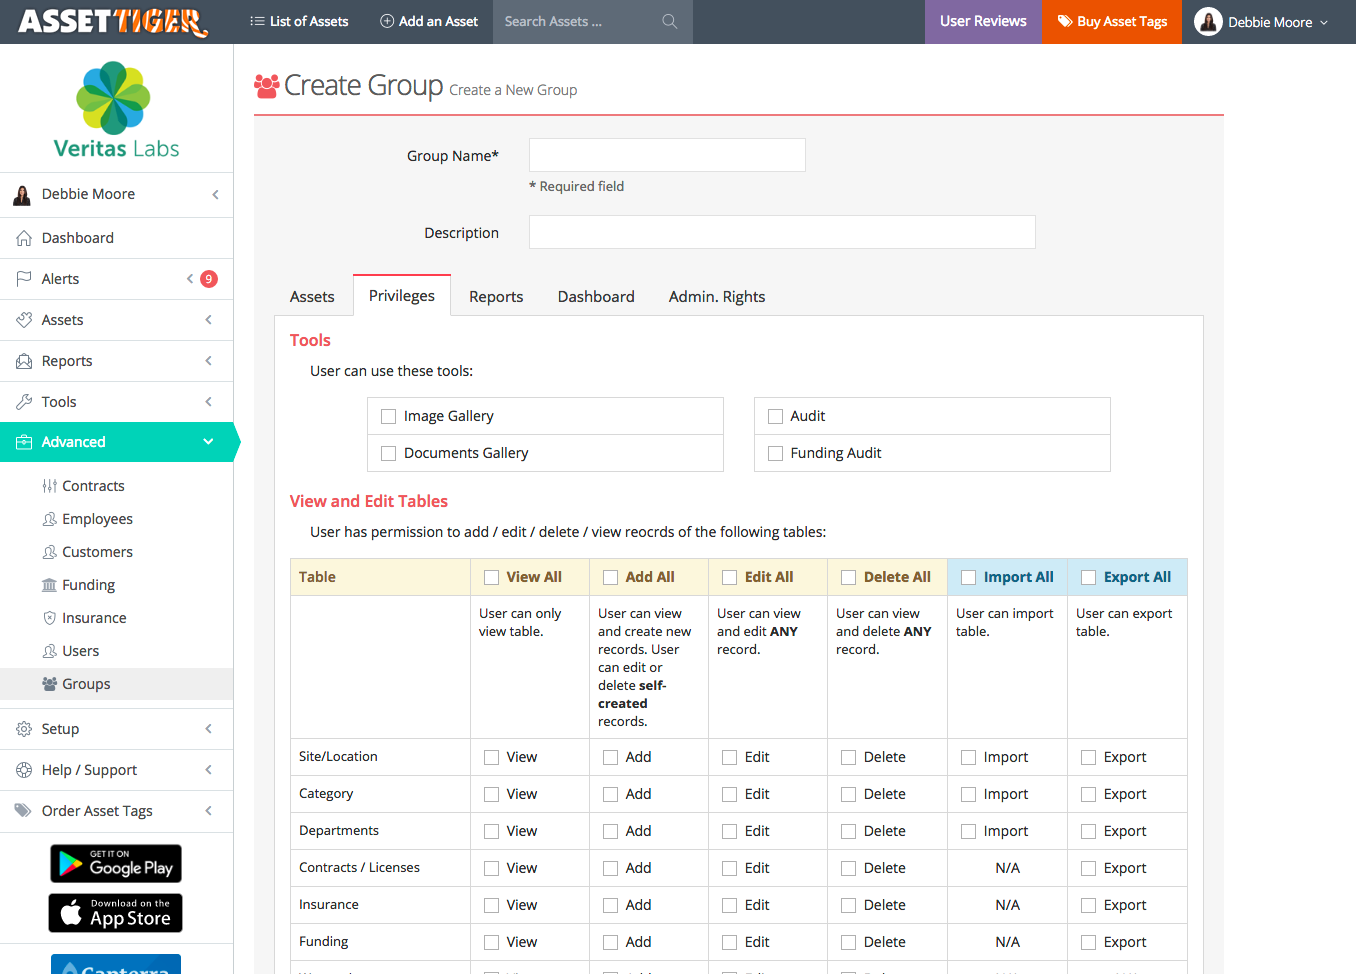 ASSETTIGER
List of Assets
Add an Asset
Search Assets ...
User Reviews
Buy Asset Tags
Debbie Moore
Veritas Labs
Debbie Moore
Dashboard
Alerts
9
Assets
Reports
Tools
Advanced
Contracts
Employees
Customers
Funding
Insurance
Users
Groups
Setup
Help / Support
Order Asset Tags
GET IT ON
Google Play
Download on the
App Store
Capterra
Create Group Create a New Group
Group Name*
* Required field
Description
Assets Privileges Reports Dashboard Admin. Rights
Tools
User can use these tools:
Image Gallery Audit
Documents Gallery Funding Audit
View and Edit Tables
User has permission to add / edit / delete / view reocrds of the following tables:
Table View All Add All Edit All Delete All Import All Export All
User can only
view table.
User can view
and create new
records. User
can edit or
delete self-
created
records.
User can view
and edit ANY
record.
User can view
and delete ANY
record.
User can import
table.
User can export
table.
Site/Location View Add Edit Delete Import Export
Category View Add Edit Delete Import Export
Departments View Add Edit Delete Import Export
Contracts / Licenses View Add Edit Delete N/A Export
Insurance View Add Edit Delete N/A Export
Funding View Add Edit Delete N/A Export